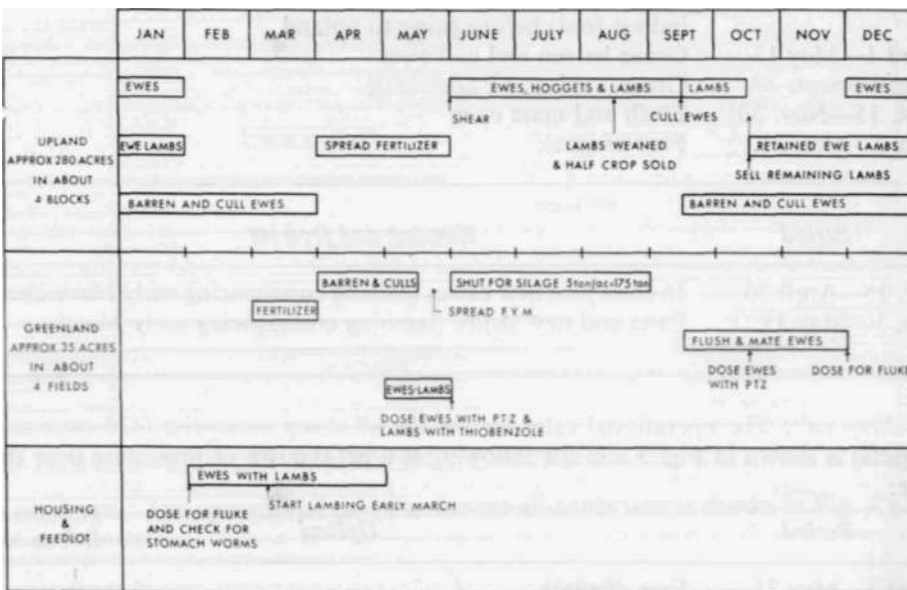 JAN FEB MAR APR MAY JUNE JULY AUG SEPT OCT NOV DEC
UPLAND
APPROX 280 ACRES
IN ABOUT
4 BLOCKS
EWES
EWES, HOGGETS & LAMBS
LAMBS
EWES
SHEAR
CULL EWES
EWE LAMBS
SPREAD FERTILIZER
LAMBS WEANED
& HALF CROP SOLD
RETAINED EWE LAMBS
SELL REMAINING LAMBS
BARREN AND CULL EWES
BARREN AND CULL EWES
GREENLAND
APPROX 35 ACRES
IN ABOUT
4 FIELDS
BARREN & CULLS
SHUT FOR SILAGE 5ton/ac=175 ton
FERTILIZER
SPREAD F.Y.M.
FLUSH & MATE EWES
DOSE EWES
WITH PTZ
DOSE FOR FLUKE
EWES-LAMBS
DOSE EWES WITH PTZ &
LAMBS WITH THIOBENZOLE
HOUSING
&
FEEDLOT
EWES WITH LAMBS
START LAMBING EARLY MARCH
DOSE FOR FLUKE
AND CHECK FOR
STOMACH WORMS